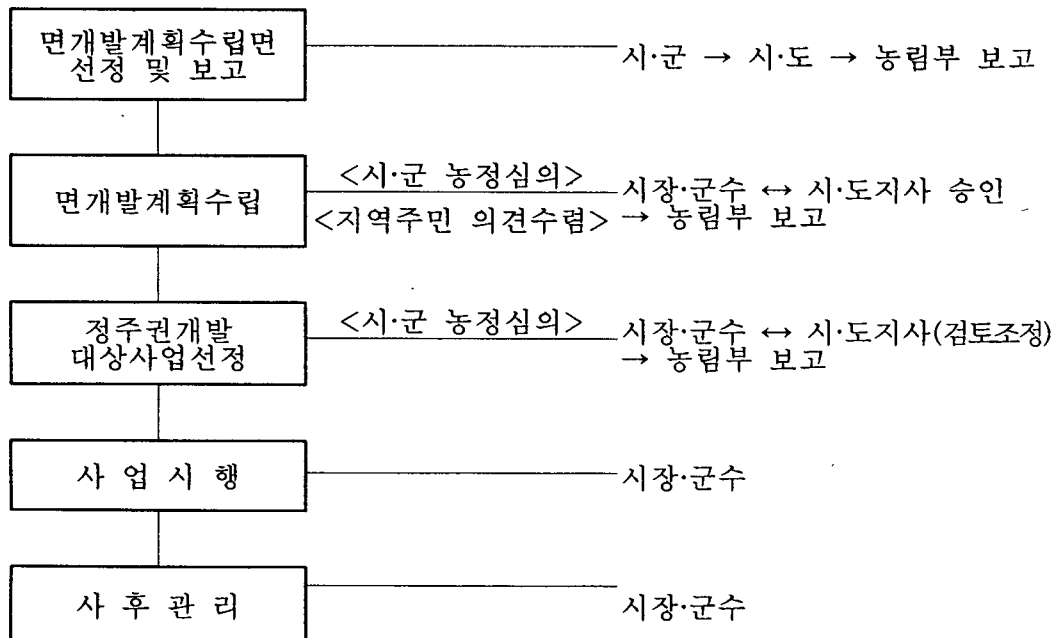 면개발계획수립면
선정 및 보고
시·군 → 시·도 → 농림부 보고
면개발계획수립
<시·군 농정심의>
<지역주민 의견수렴>
시장·군수 ↔ 시·도지사 승인
→ 농림부 보고
정주권개발
대상사업선정
<시·군 농정심의>
시장·군수 ↔ 시·도지사(검토조정)
→ 농림부 보고
사 업 시 행
시장·군수
사 후 관 리
시장·군수